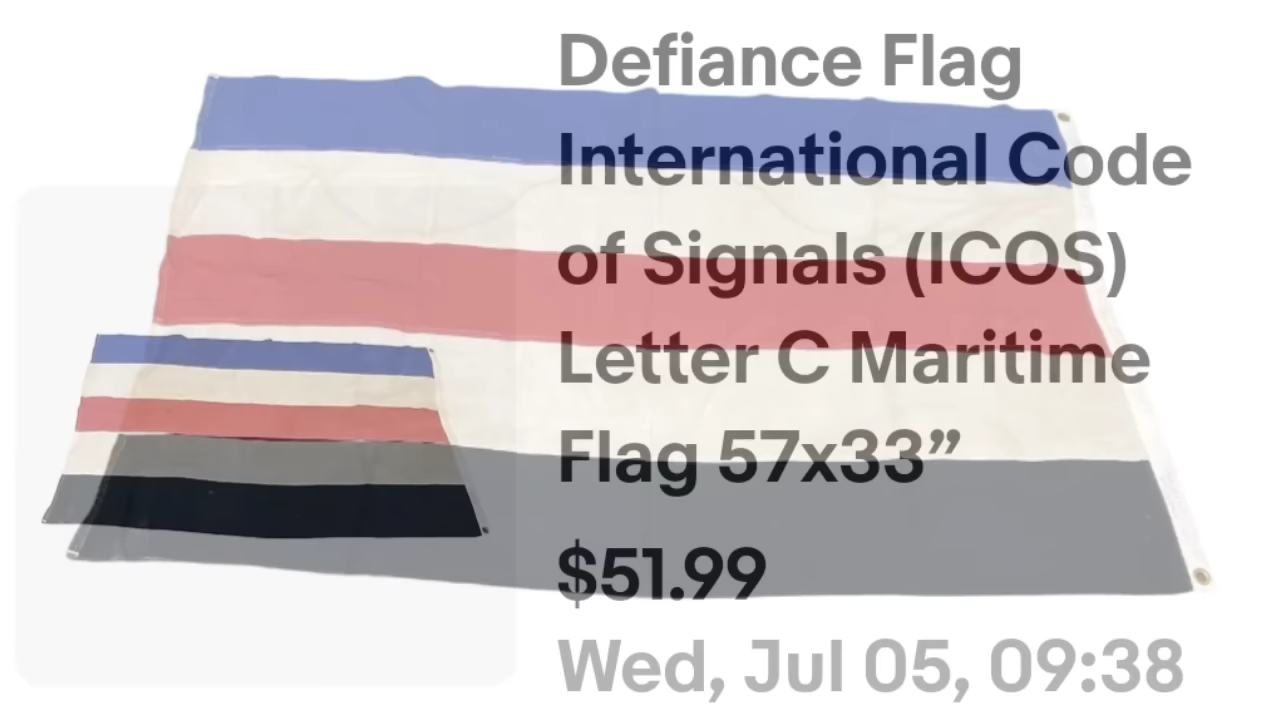 Defiance Flag
International Code
of Signals (ICOS)
Letter C Maritime
Flag 57x33”
$51.99
Wed, Jul 05, 09:38